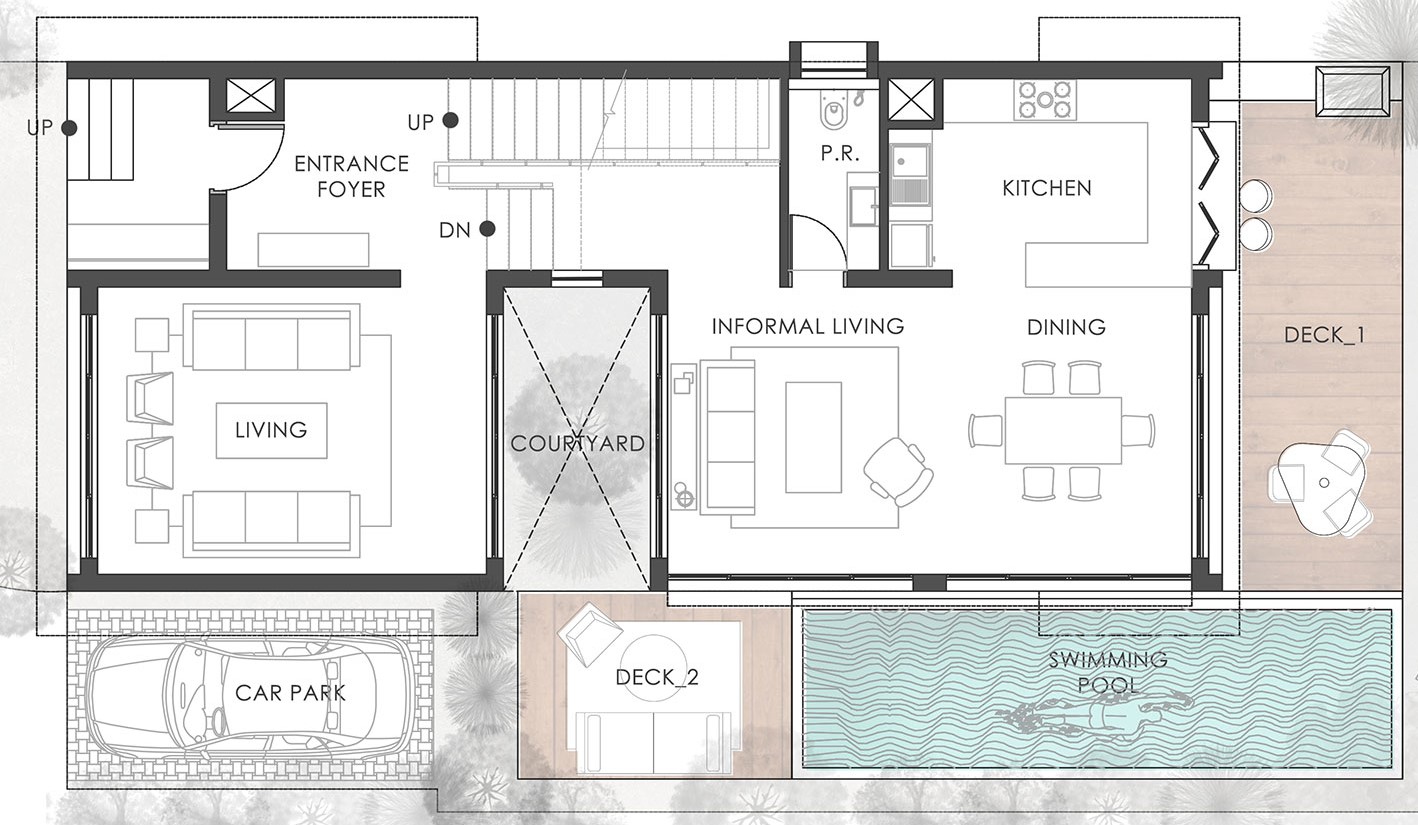 UP
UP
ENTRANCE
FOYER
P.R.
KITCHEN
DN
INFORMAL LIVING
DINING
DECK_1
LIVING
COURTYARD
SWIMMING
POOL
DECK_2
CAR PARK